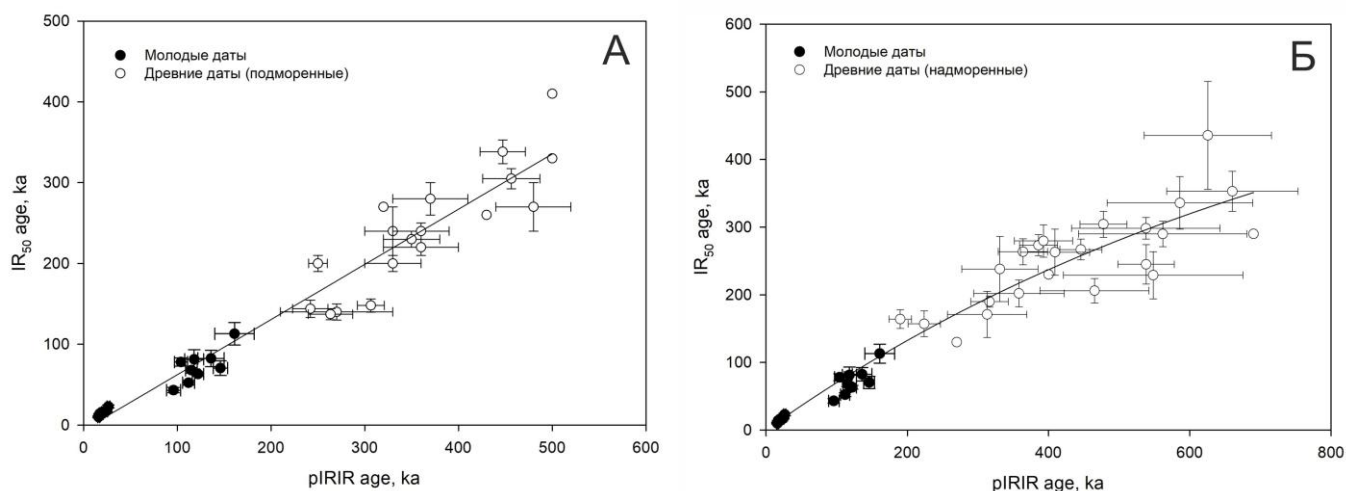 А
Молодые даты
Древние даты (подморенные)
500
400
300
200
100
0
IR50 age, ka
0 100 200 300 400 500 600
pIRIR age, ka
Б
Молодые даты
Древние даты (надморенные)
600
500
400
300
200
100
0
IR50 age, ka
0 200 400 600 800
pIRIR age, ka